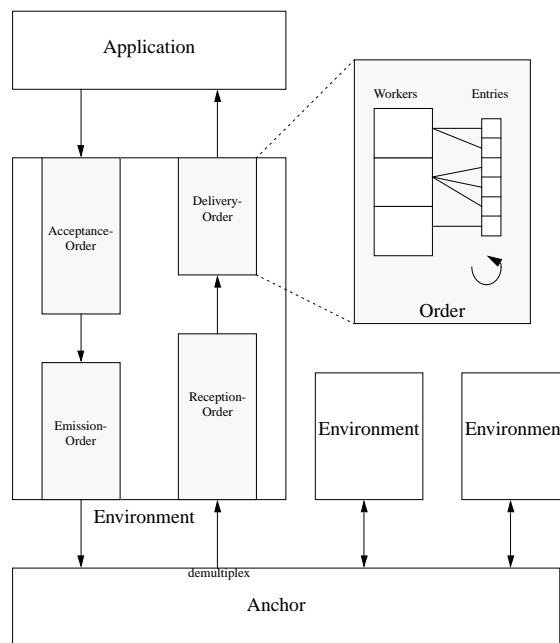 Application
Workers
Entries
Delivery-
Order
Acceptance-
Order
Order
Reception-
Order
Emission-
Order
Environment
Environment
Environment
demultiplex
Anchor